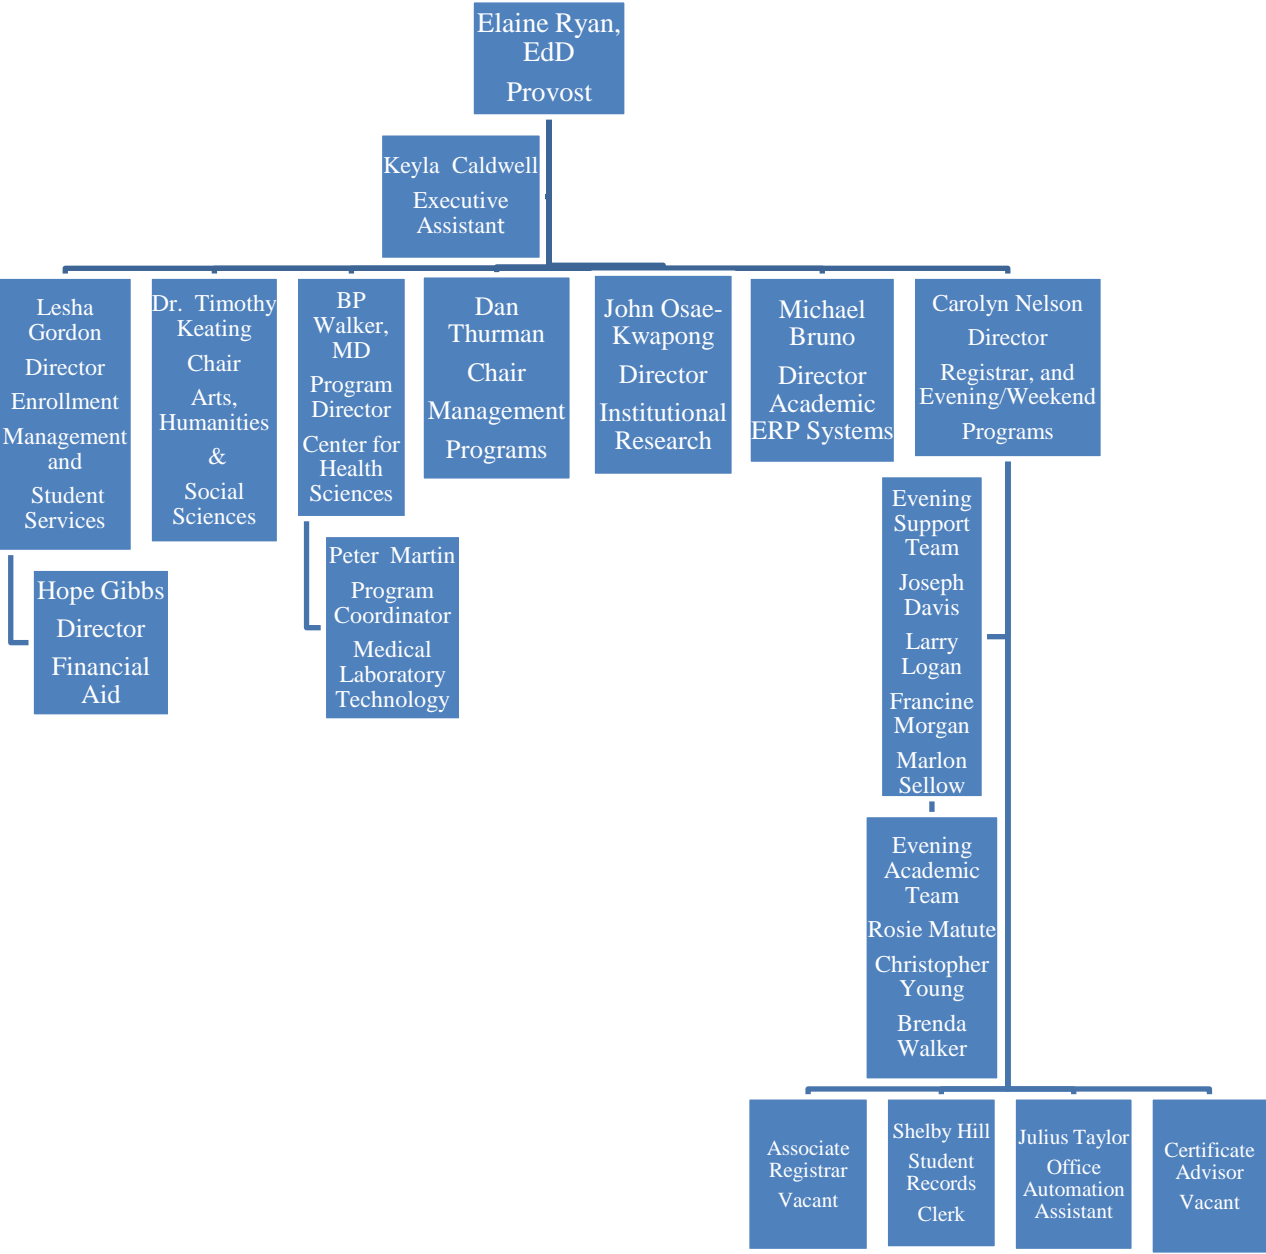 Elaine Ryan,
EdD
Provost
Keyla  Caldwell
Executive
Assistant
Lesha
Gordon
Director
Enrollment
Management
and
Student
Services
Dr.  Timothy
Keating
Chair
Arts,
Humanities
&
Social
Sciences
BP
Walker,
MD
Program
Director
Center for
Health
Sciences
Dan
Thurman
Chair
Management
Programs
John Osae-
Kwapong
Director
Institutional
Research
Michael
Bruno
Director
Academic
ERP Systems
Carolyn Nelson
Director
Registrar, and
Evening/Weekend
Programs
Hope Gibbs
Director
Financial
Aid
Peter  Martin
Program
Coordinator
Medical
Laboratory
Technology
Evening
Support
Team
Joseph
Davis
Larry
Logan
Francine
Morgan
Marlon
Sellow
Evening
Academic
Team
Rosie Matute
Christopher
Young
Brenda
Walker
Associate
Registrar
Vacant
Shelby Hill
Student
Records
Clerk
Julius Taylor
Office
Automation
Assistant
Certificate
Advisor
Vacant